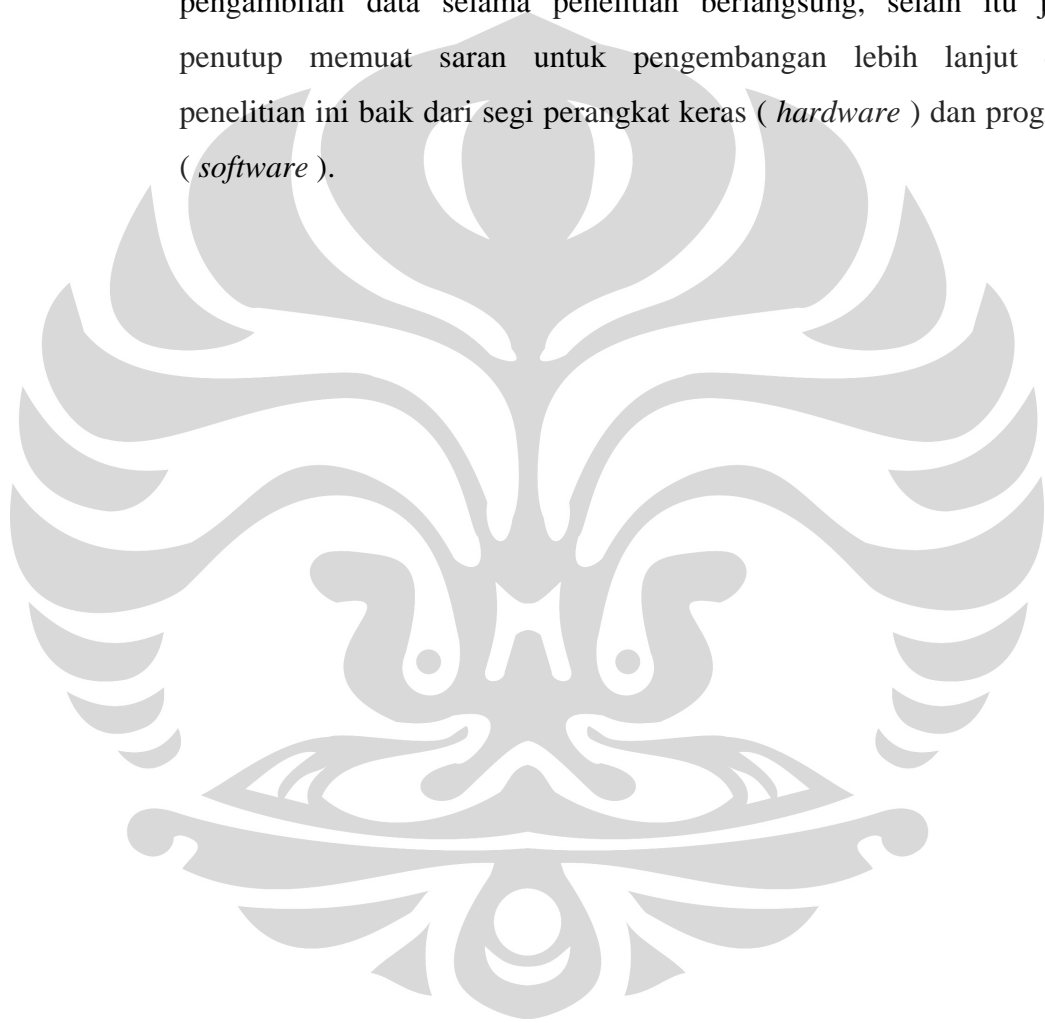 pengambilan data selama penelitian berlangsung, selain itu j
penutup memuat saran untuk pengembangan lebih lanjut
penelitian ini baik dari segi perangkat keras ( hardware ) dan prog
( software ).